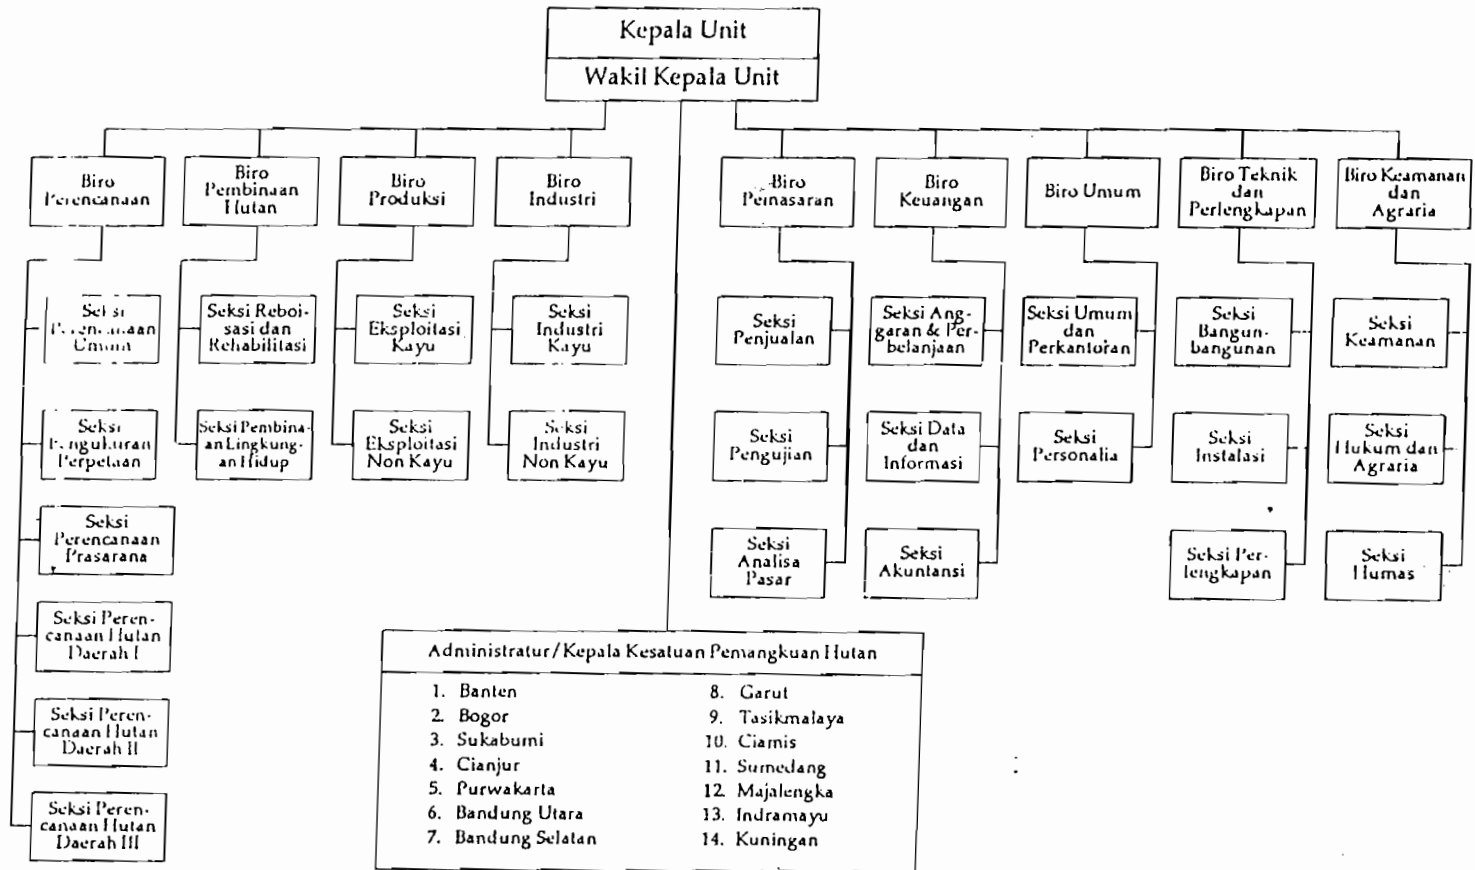 Kepala Unit
Wakil Kepala Unit
Biro
Perencanaan
Biro
Pembinaan
Hutan
Biro
Produksi
Biro
Industri
Biro
Pemasaran
Biro
Keuangan
Biro Umum
Biro Teknik
dan
Perlengkapan
Biro Keamanan
dan
Agraria
Seksi
Perencanaan
Umum
Seksi Reboi-
sasi dan
Rehabilitasi
Seksi
Eksploitasi
Kayu
Seksi
Industri
Kayu
Seksi
Penjualan
Seksi Ang-
garan & Per-
belanjaan
Seksi Umum
dan
Perkantoran
Seksi
Bangun-
bangunan
Seksi
Keamanan
Seksi
Pengukuran
Perpetaan
Seksi Pembina-
an Lingkung-
an Hidup
Seksi
Eksploitasi
Non Kayu
Seksi
Industri
Non Kayu
Seksi
Pengujian
Seksi Data
dan
Informasi
Seksi
Personalia
Seksi
Instalasi
Seksi
Hukum dan
Agraria
Seksi
Perencanaan
Prasarana
Seksi
Analisa
Pasar
Seksi
Akuntansi
Seksi Per-
lengkapan
Seksi
Humas
Seksi Peren-
canaan Hutan
Daerah I
Seksi Peren-
canaan Hutan
Daerah II
Seksi Peren-
canaan Hutan
Daerah III
Administratur/Kepala Kesatuan Pemangkuan Hutan
1. Banten
2. Bogor
3. Sukabumi
4. Cianjur
5. Purwakarta
6. Bandung Utara
7. Bandung Selatan
8. Garut
9. Tasikmalaya
10. Ciamis
11. Sumedang
12. Majalengka
13. Indramayu
14. Kuningan